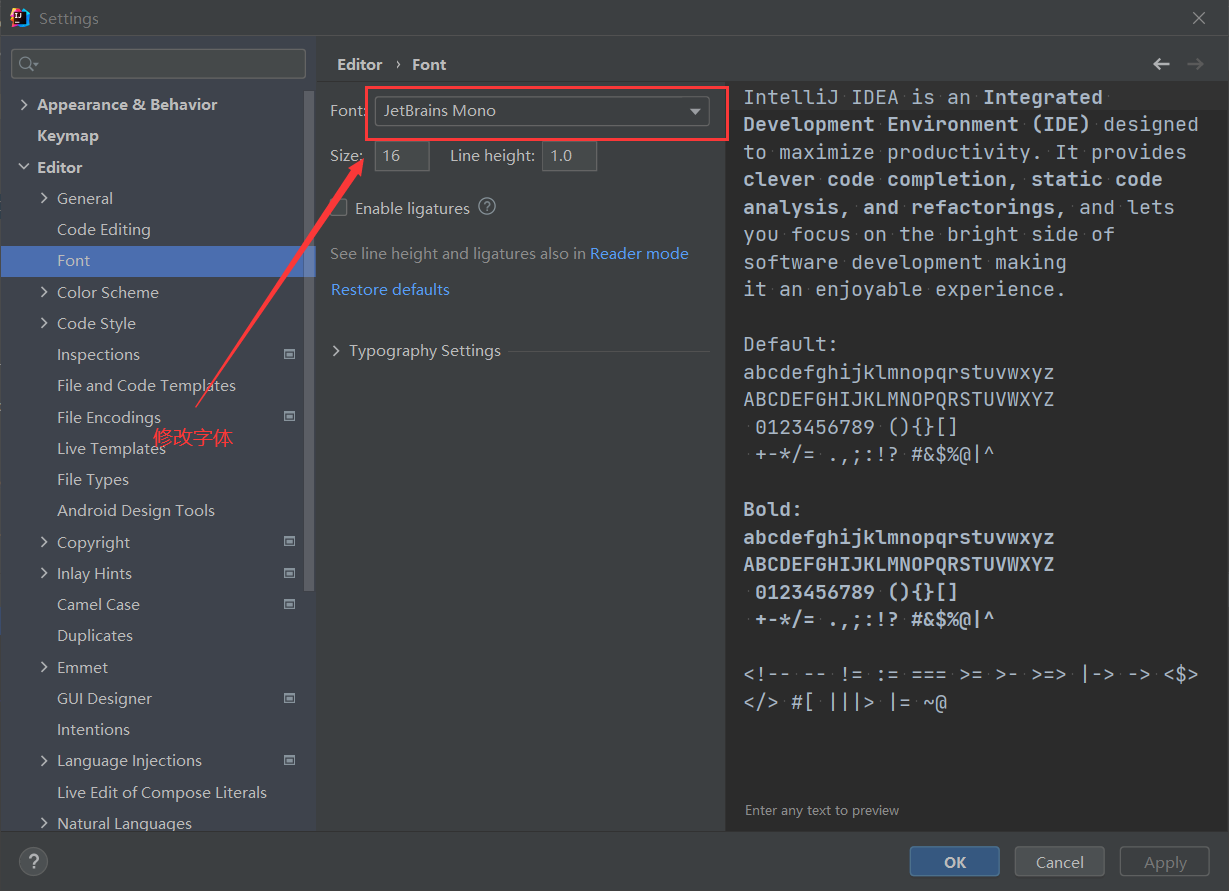 Settings
Appearance & Behavior
Keymap
Editor
General
Code Editing
Font
Color Scheme
Code Style
Inspections
File and Code Templates
File Encodings
修改字体
Live Templates
File Types
Android Design Tools
Copyright
Inlay Hints
Camel Case
Duplicates
Emmet
GUI Designer
Intentions
Language Injections
Live Edit of Compose Literals
Natural Languages
Editor › Font
Font: JetBrains Mono
Size: 16 Line height: 1.0
Enable ligatures ?
See line height and ligatures also in Reader mode
Restore defaults
Typography Settings
IntelliJ IDEA is an Integrated
Development Environment (IDE) designed
to maximize productivity. It provides
clever code completion, static code
analysis, and refactorings, and lets
you focus on the bright side of
software development making
it an enjoyable experience.
Default:
abcdefghijklmnopqrstuvwxyz
ABCDEFGHIJKLMNOPQRSTUVWXYZ
0123456789 (){}[]
+-*/= .,;:!? #&$%@|^
Bold:
abcdefghijklmnopqrstuvwxyz
ABCDEFGHIJKLMNOPQRSTUVWXYZ
0123456789 (){}[]
+-*/= .,;:!? #&$%@|^
<!-- -- != := === >= >- >=> |-> -> <$>
</> #[ |||> |= ~@
Enter any text to preview
? OK Cancel Apply